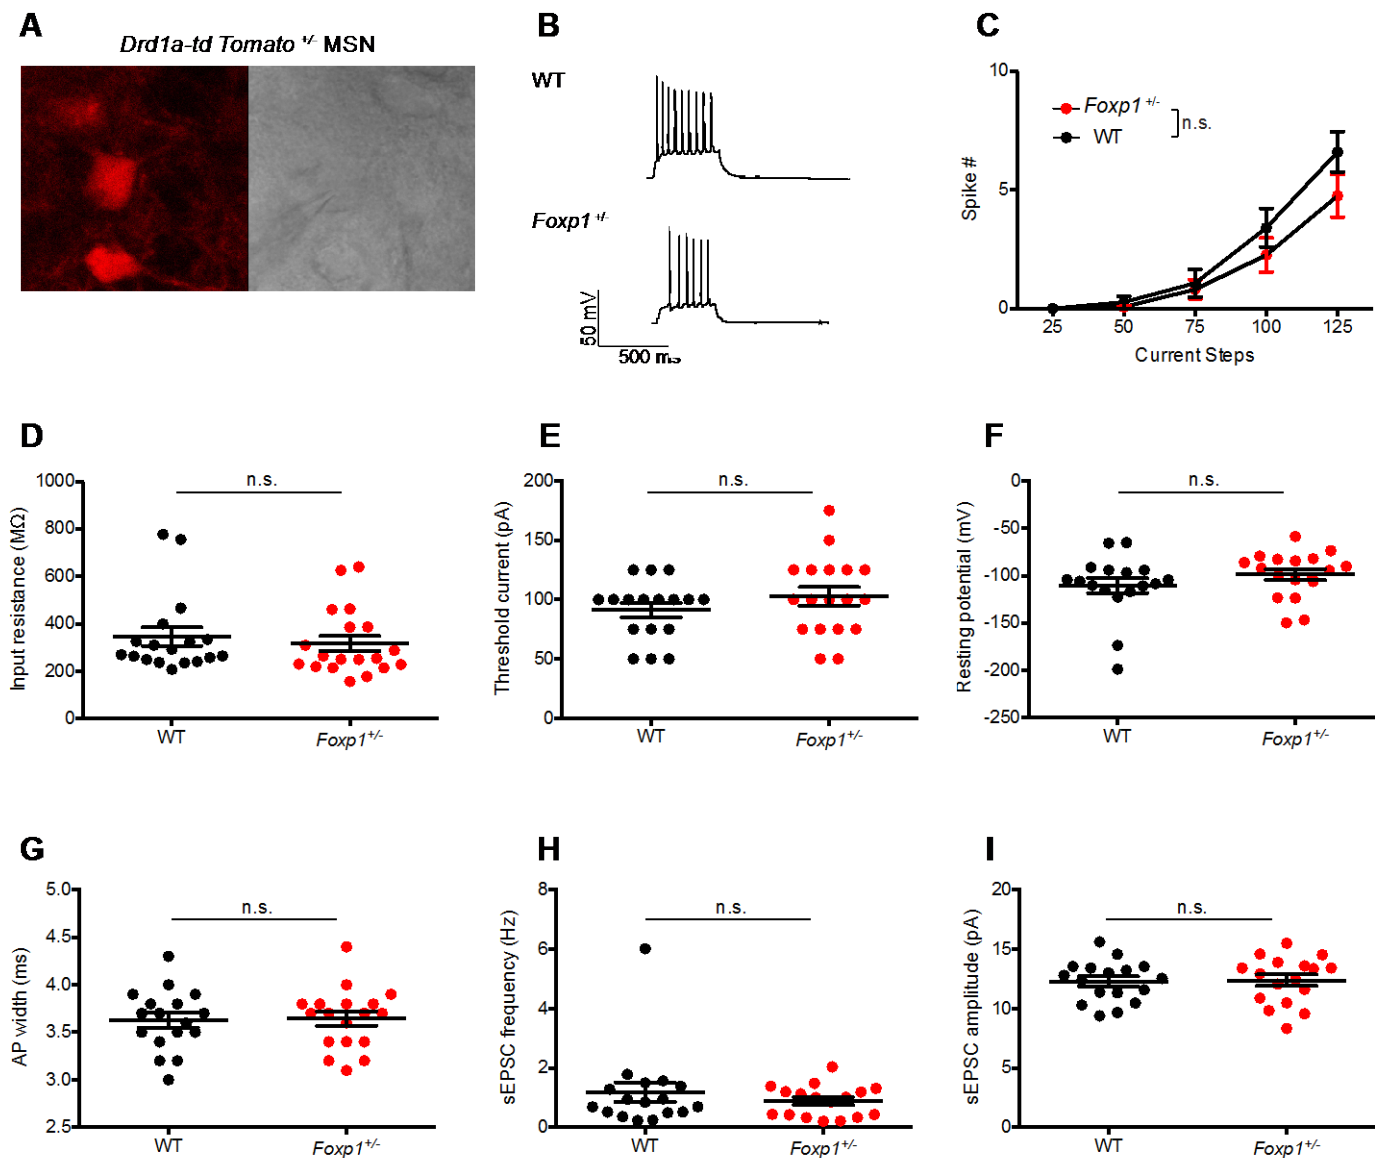 A
Drd1a-td Tomato +/- MSN
B
WT
Foxp1 +/-
50 mV
500 ms
C
10
5
0
Spike #
Foxp1 +/-
WT
n.s.
25 50 75 100 125
Current Steps
D
1000
800
600
400
200
0
Input resistance (MΩ)
n.s.
WT Foxp1+/-
E
200
150
100
50
0
Threshold current (pA)
n.s.
WT Foxp1+/-
F
0
-50
-100
-150
-200
-250
Resting potential (mV)
n.s.
WT Foxp1+/-
G
5.0
4.5
4.0
3.5
3.0
2.5
AP width (ms)
n.s.
WT Foxp1+/-
H
8
6
4
2
0
sEPSC frequency (Hz)
n.s.
WT Foxp1+/-
I
20
15
10
5
0
sEPSC amplitude (pA)
n.s.
WT Foxp1+/-